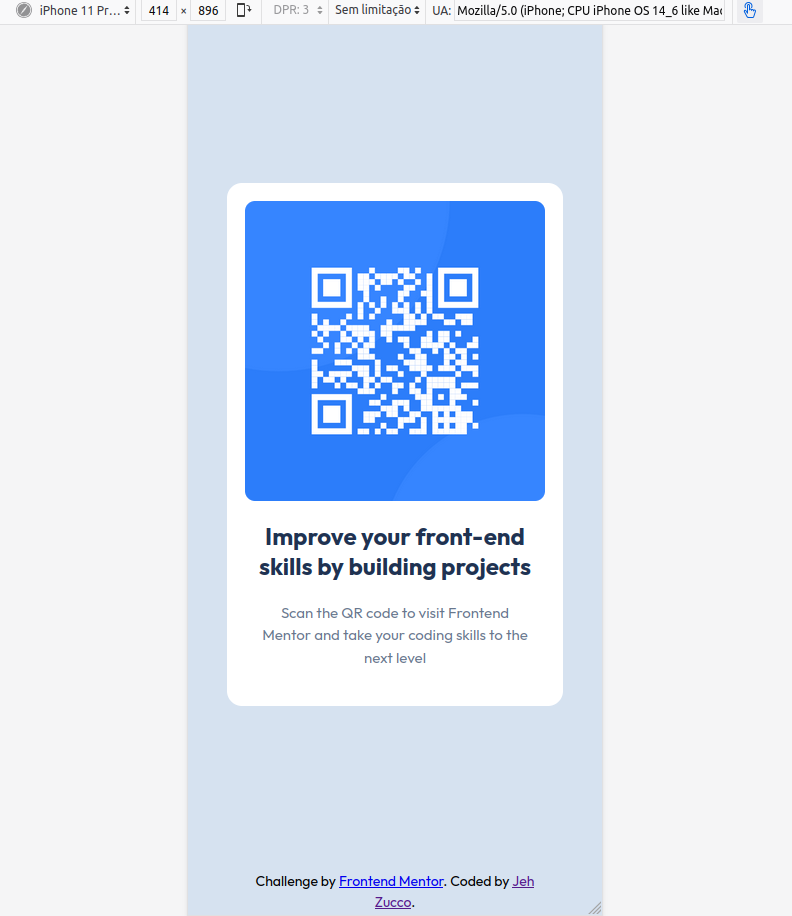 iPhone 11 Pr... 414 × 896 DPR: 3 Sem limitação UA: Mozilla/5.0 (iPhone; CPU iPhone OS 14_6 like Mac
Improve your front-end
skills by building projects
Scan the QR code to visit Frontend
Mentor and take your coding skills to the
next level
Challenge by Frontend Mentor. Coded by Jeh
Zucco.